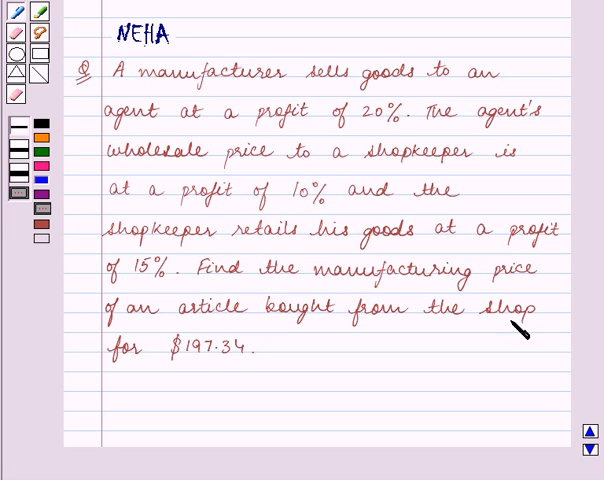 NEHA
Q A manufacturer sells goods to an
agent at a profit of 20%. The agent's
wholesale price to a shopkeeper is
at a profit of 10% and the
shopkeeper retails his goods at a profit
of 15%. Find the manufacturing price
of an article bought from the shop
for $197.34.